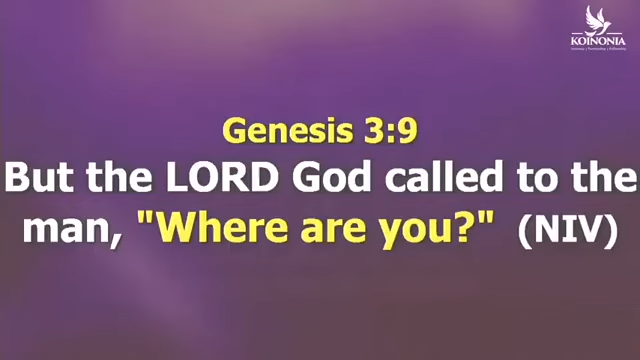 KOINONIA
Genesis 3:9
But the LORD God called to the
man, "Where are you?" (NIV)